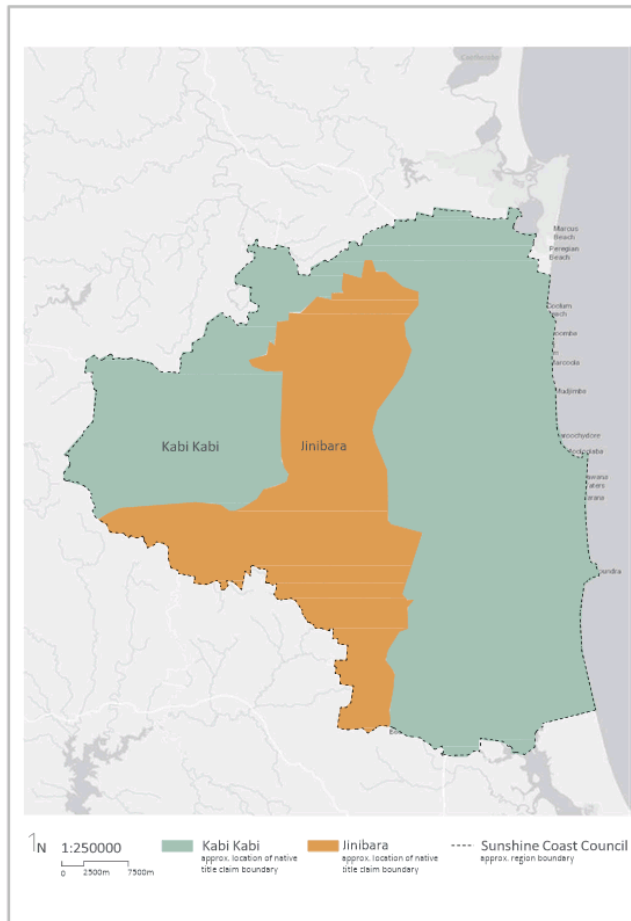 Marcus
Beach
Peregian
Beach
Mudjimba
Kabi Kabi
Jinibara
N
1:250000
0 2500m 7500m
Kabi Kabi
approx. location of native
title claim boundary
Jinibara
approx. location of native
title claim boundary
Sunshine Coast Council
approx. region boundary